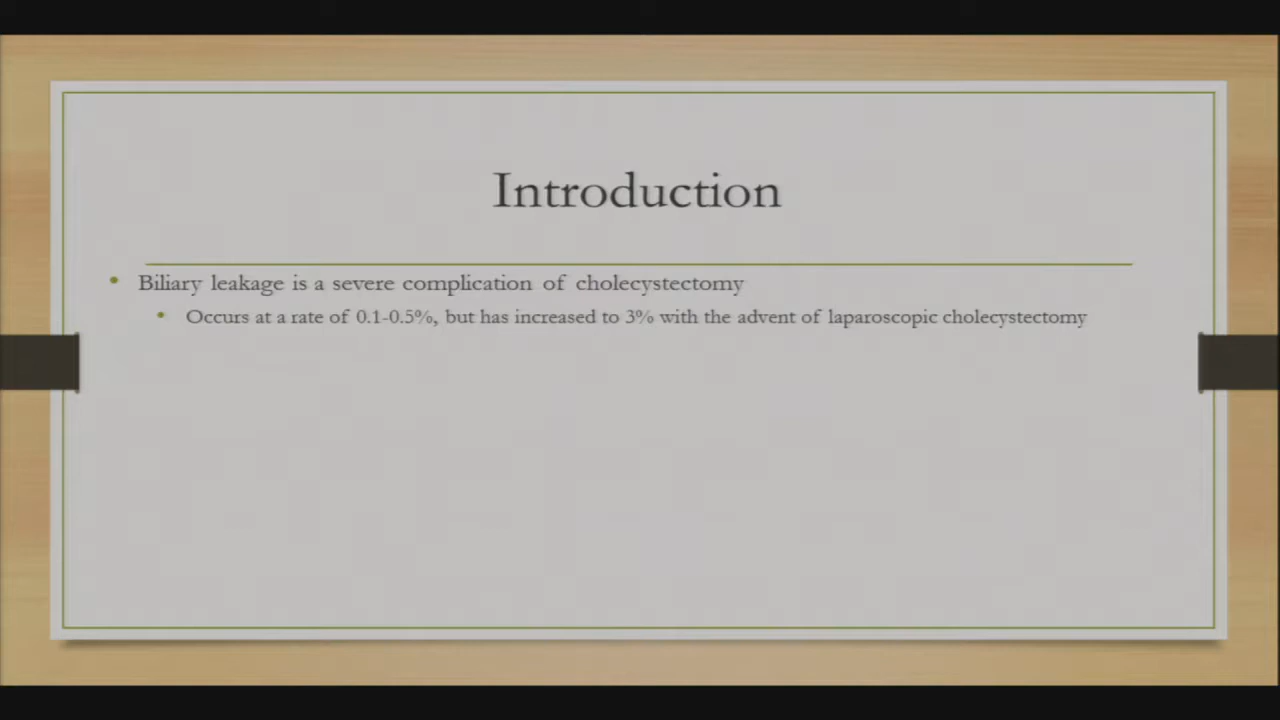 Introduction
Biliary leakage is a severe complication of cholecystectomy
Occurs at a rate of 0.1-0.5%, but has increased to 3% with the advent of laparoscopic cholecystectomy